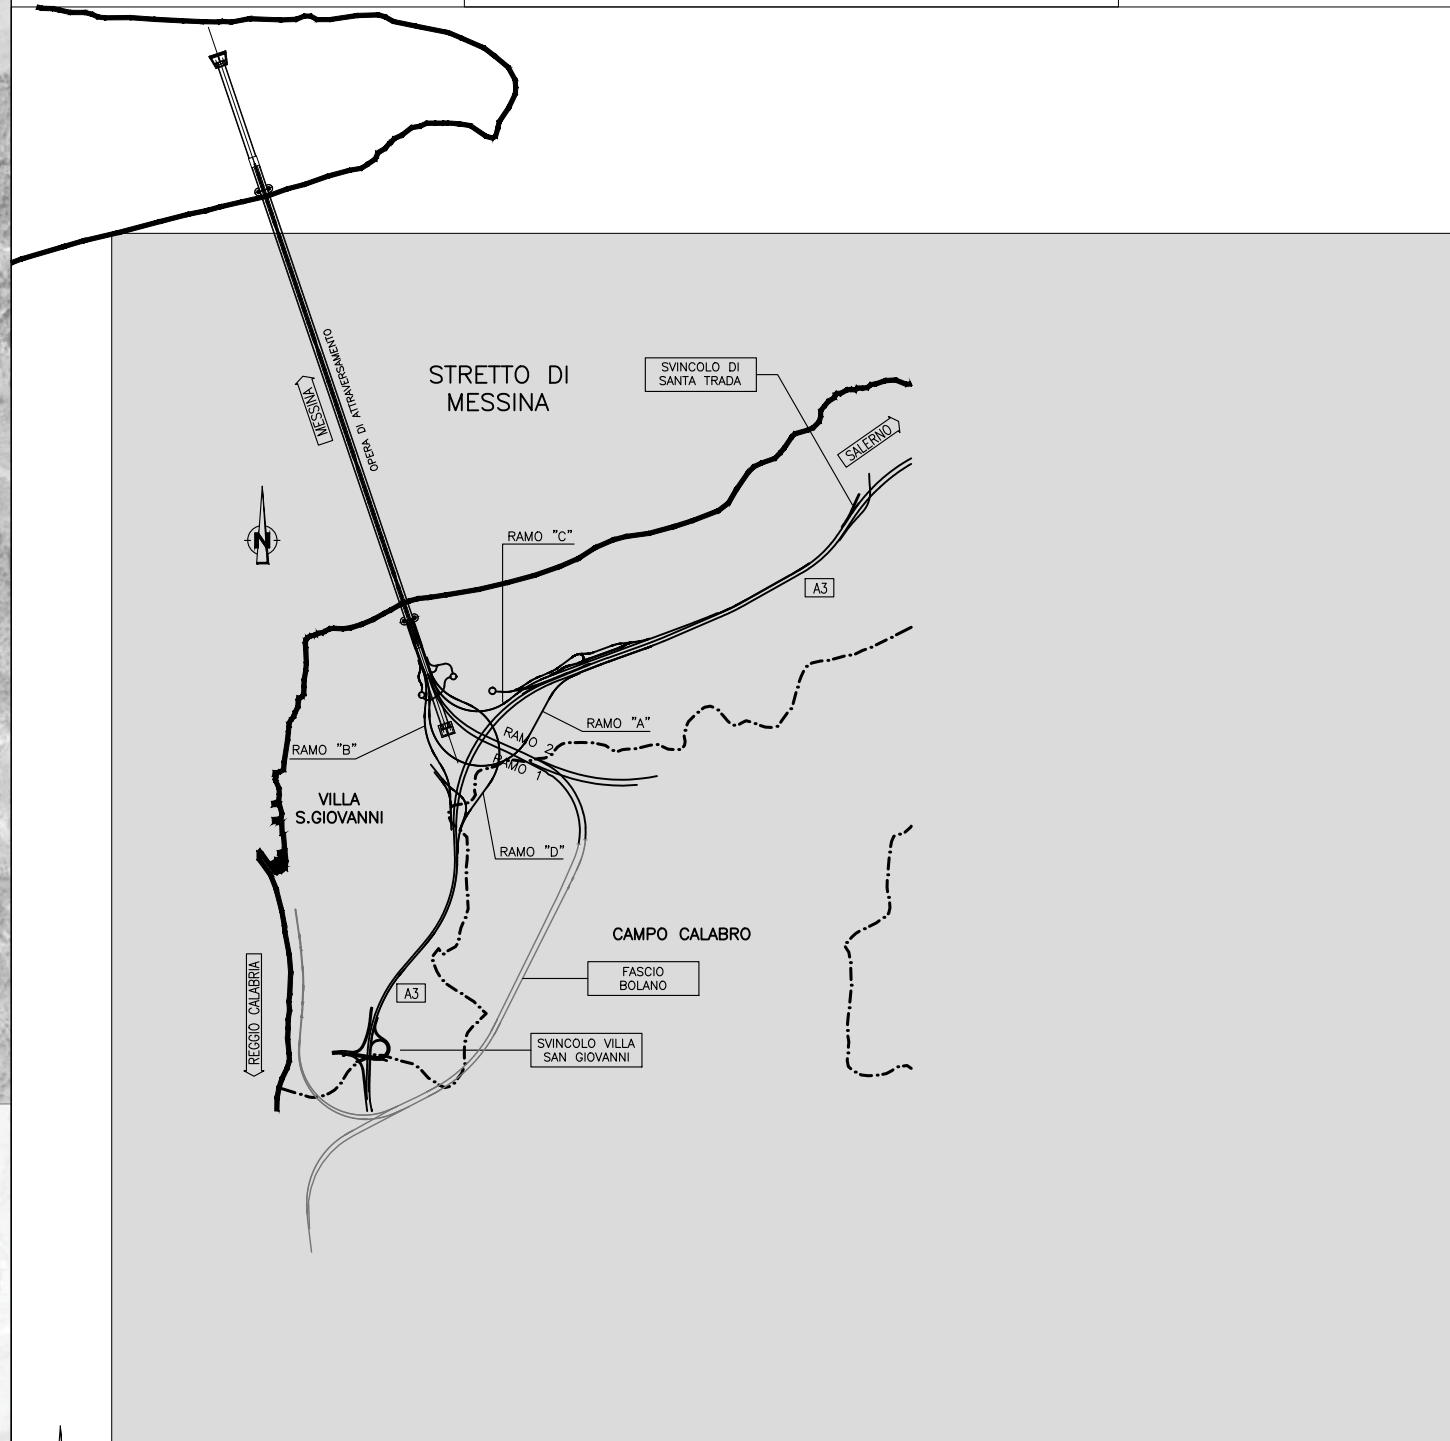 OPERA DI ATTRAVERSAMENTO
MESSINA
STRETTO DI
MESSINA
SVINCOLO DI
SANTA TRADA
SALERNO
N
RAMO "C"
A3
RAMO "A"
RAMO 2
RAMO "B"
RAMO 1
VILLA
S.GIOVANNI
RAMO "D"
CAMPO CALABRO
FASCIO
BOLANO
A3
REGGIO CALABRIA
SVINCOLO VILLA
SAN GIOVANNI